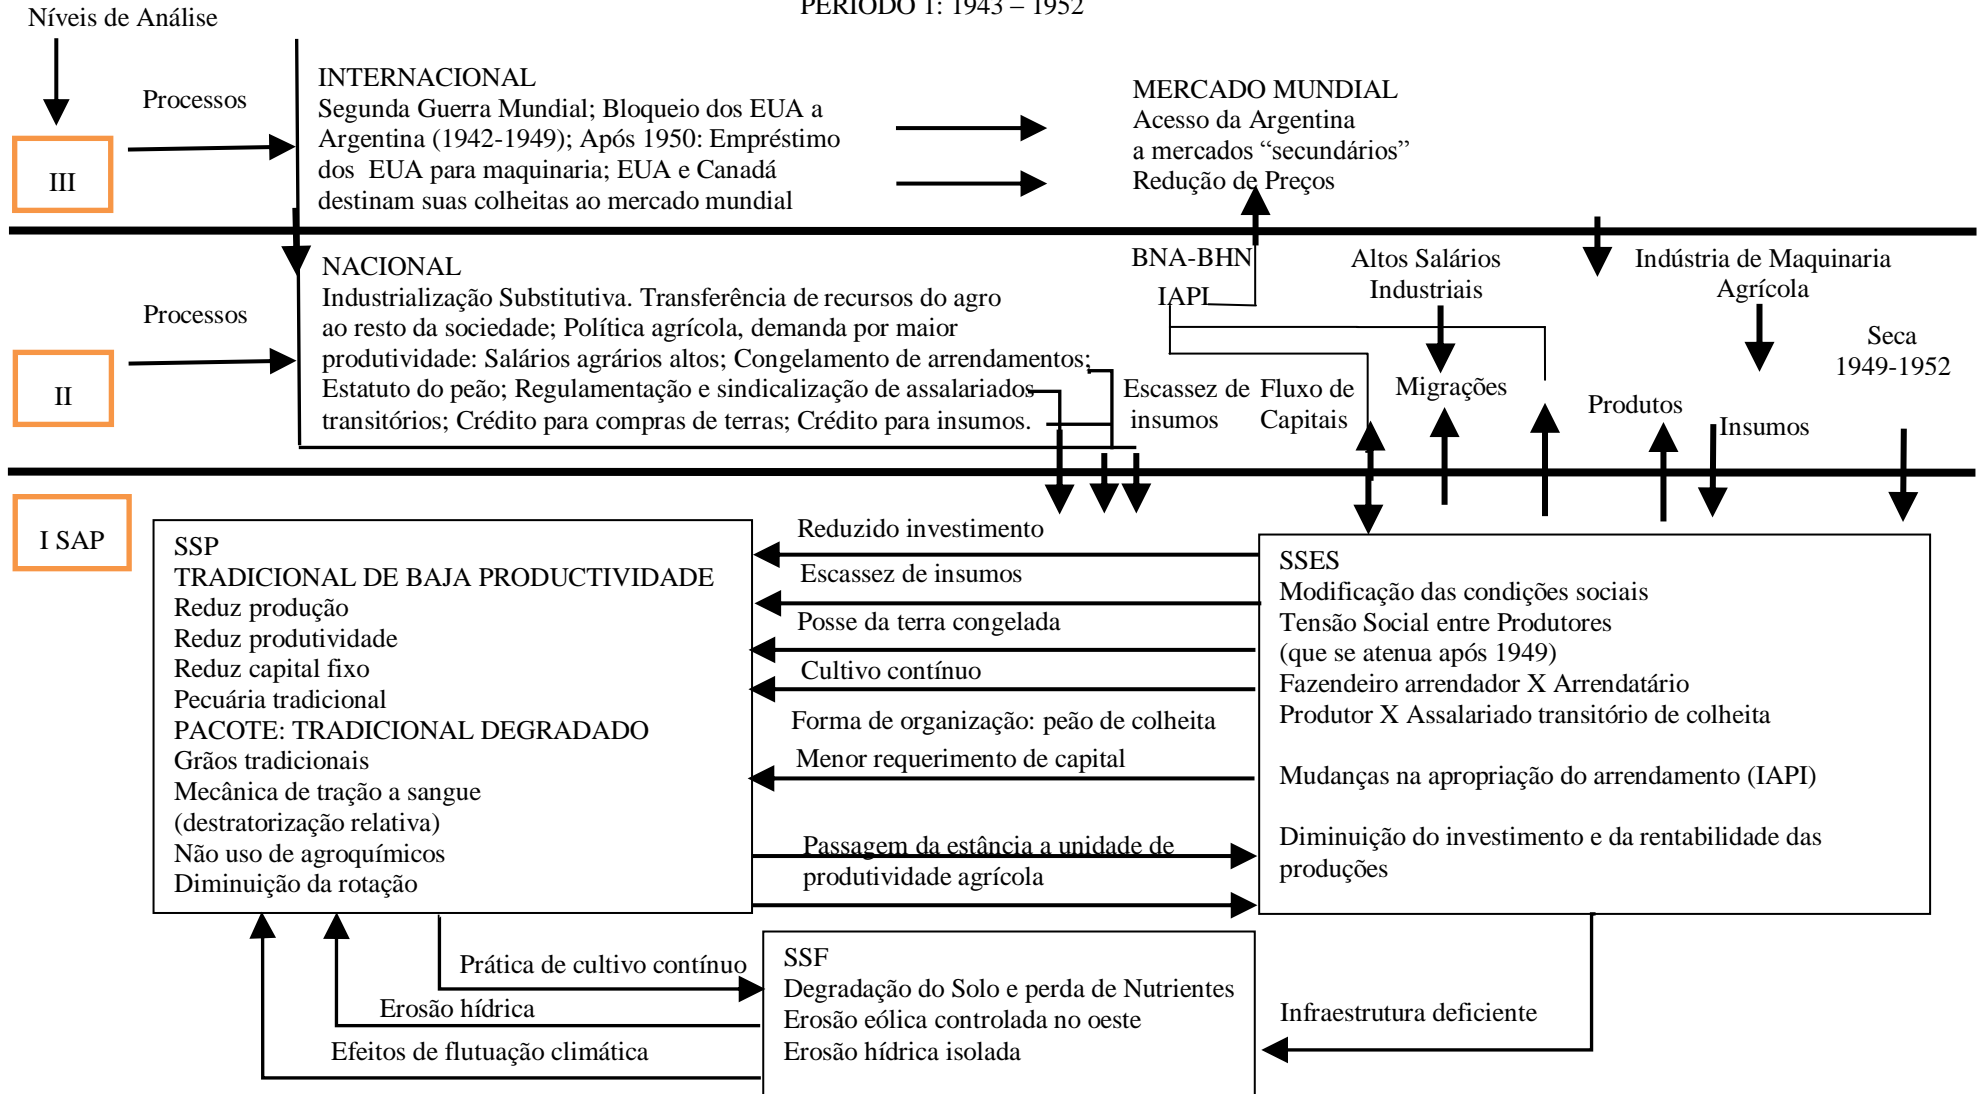 PERÍODO 1: 1943 – 1952
Níveis de Análise
Processos
III
INTERNACIONAL
Segunda Guerra Mundial; Bloqueio dos EUA a
Argentina (1942-1949); Após 1950: Empréstimo
dos EUA para maquinaria; EUA e Canadá
destinam suas colheitas ao mercado mundial
MERCADO MUNDIAL
Acesso da Argentina
a mercados “secundários”
Redução de Preços
Processos
II
NACIONAL
Industrialização Substitutiva. Transferência de recursos do agro
ao resto da sociedade; Política agrícola, demanda por maior
produtividade: Salários agrários altos; Congelamento de arrendamentos;
Estatuto do peão; Regulamentação e sindicalização de assalariados
transitórios; Crédito para compras de terras; Crédito para insumos.
BNA-BHN
IAPI
Escassez de
insumos
Fluxo de
Capitais
Altos Salários
Industriais
Migrações
Indústria de Maquinaria
Agrícola
Produtos
Insumos
Seca
1949-1952
I SAP
SSP
TRADICIONAL DE BAJA PRODUCTIVIDADE
Reduz produção
Reduz produtividade
Reduz capital fixo
Pecuária tradicional
PACOTE: TRADICIONAL DEGRADADO
Grãos tradicionais
Mecânica de tração a sangue
(destratorização relativa)
Não uso de agroquímicos
Diminuição da rotação
Reduzido investimento
Escassez de insumos
Posse da terra congelada
Cultivo contínuo
Forma de organização: peão de colheita
Menor requerimento de capital
Passagem da estância a unidade de
produtividade agrícola
SSES
Modificação das condições sociais
Tensão Social entre Produtores
(que se atenua após 1949)
Fazendeiro arrendador X Arrendatário
Produtor X Assalariado transitório de colheita
Mudanças na apropriação do arrendamento (IAPI)
Diminuição do investimento e da rentabilidade das
produções
Prática de cultivo contínuo
Erosão hídrica
Efeitos de flutuação climática
SSF
Degradação do Solo e perda de Nutrientes
Erosão eólica controlada no oeste
Erosão hídrica isolada
Infraestrutura deficiente